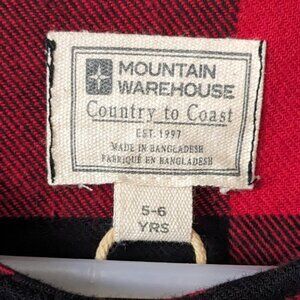 MOUNTAIN
WAREHOUSE
Country to Coast
EST. 1997
MADE IN BANGLADESH
FABRIQUÉ EN BANGLADESH
5-6
YRS